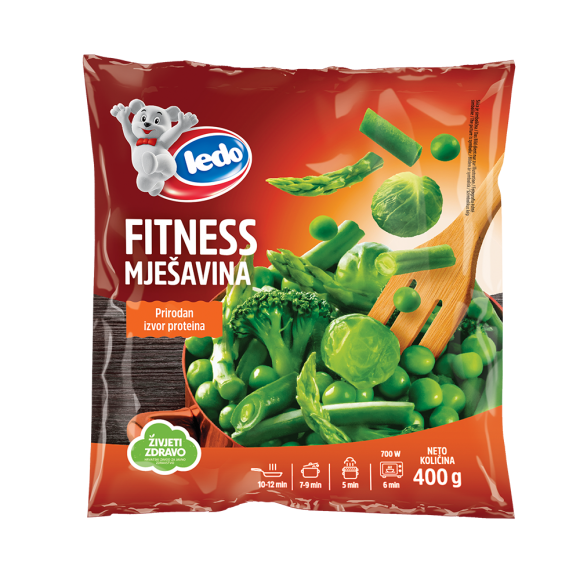 ledo
FITNESS
MJEŠAVINA
Prirodan
izvor proteina
ŽIVJETI
ZDRAVO
700 W
NETO
KOLIČINA
10-12 min
7-9 min
5 min
6 min
400 g